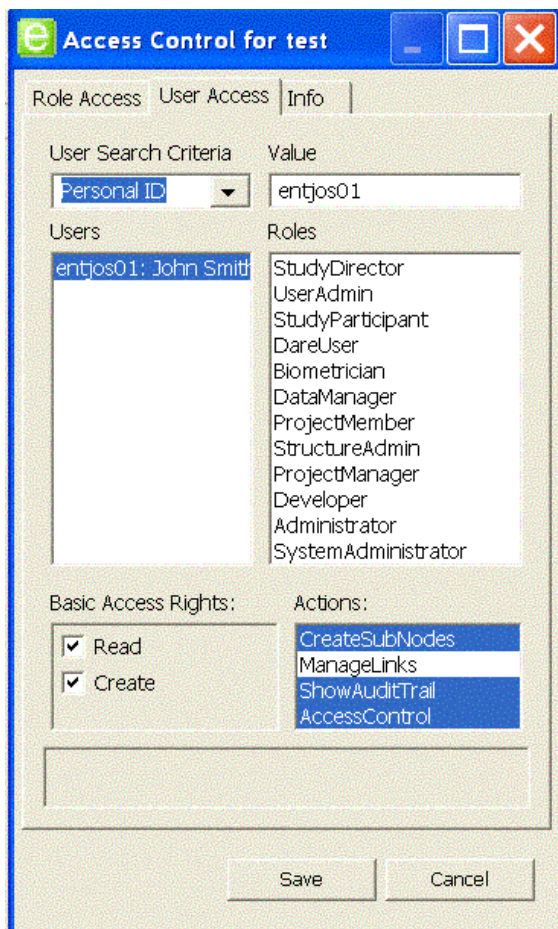 e Access Control for test
Role Access User Access Info
User Search Criteria Value
Personal ID entjos01
Users Roles
entjos01: John Smith StudyDirector
UserAdmin
StudyParticipant
DareUser
Biometrician
DataManager
ProjectMember
StructureAdmin
ProjectManager
Developer
Administrator
SystemAdministrator
Basic Access Rights: Actions:
Read CreateSubNodes
ManageLinks
Create ShowAuditTrail
AccessControl
Save Cancel